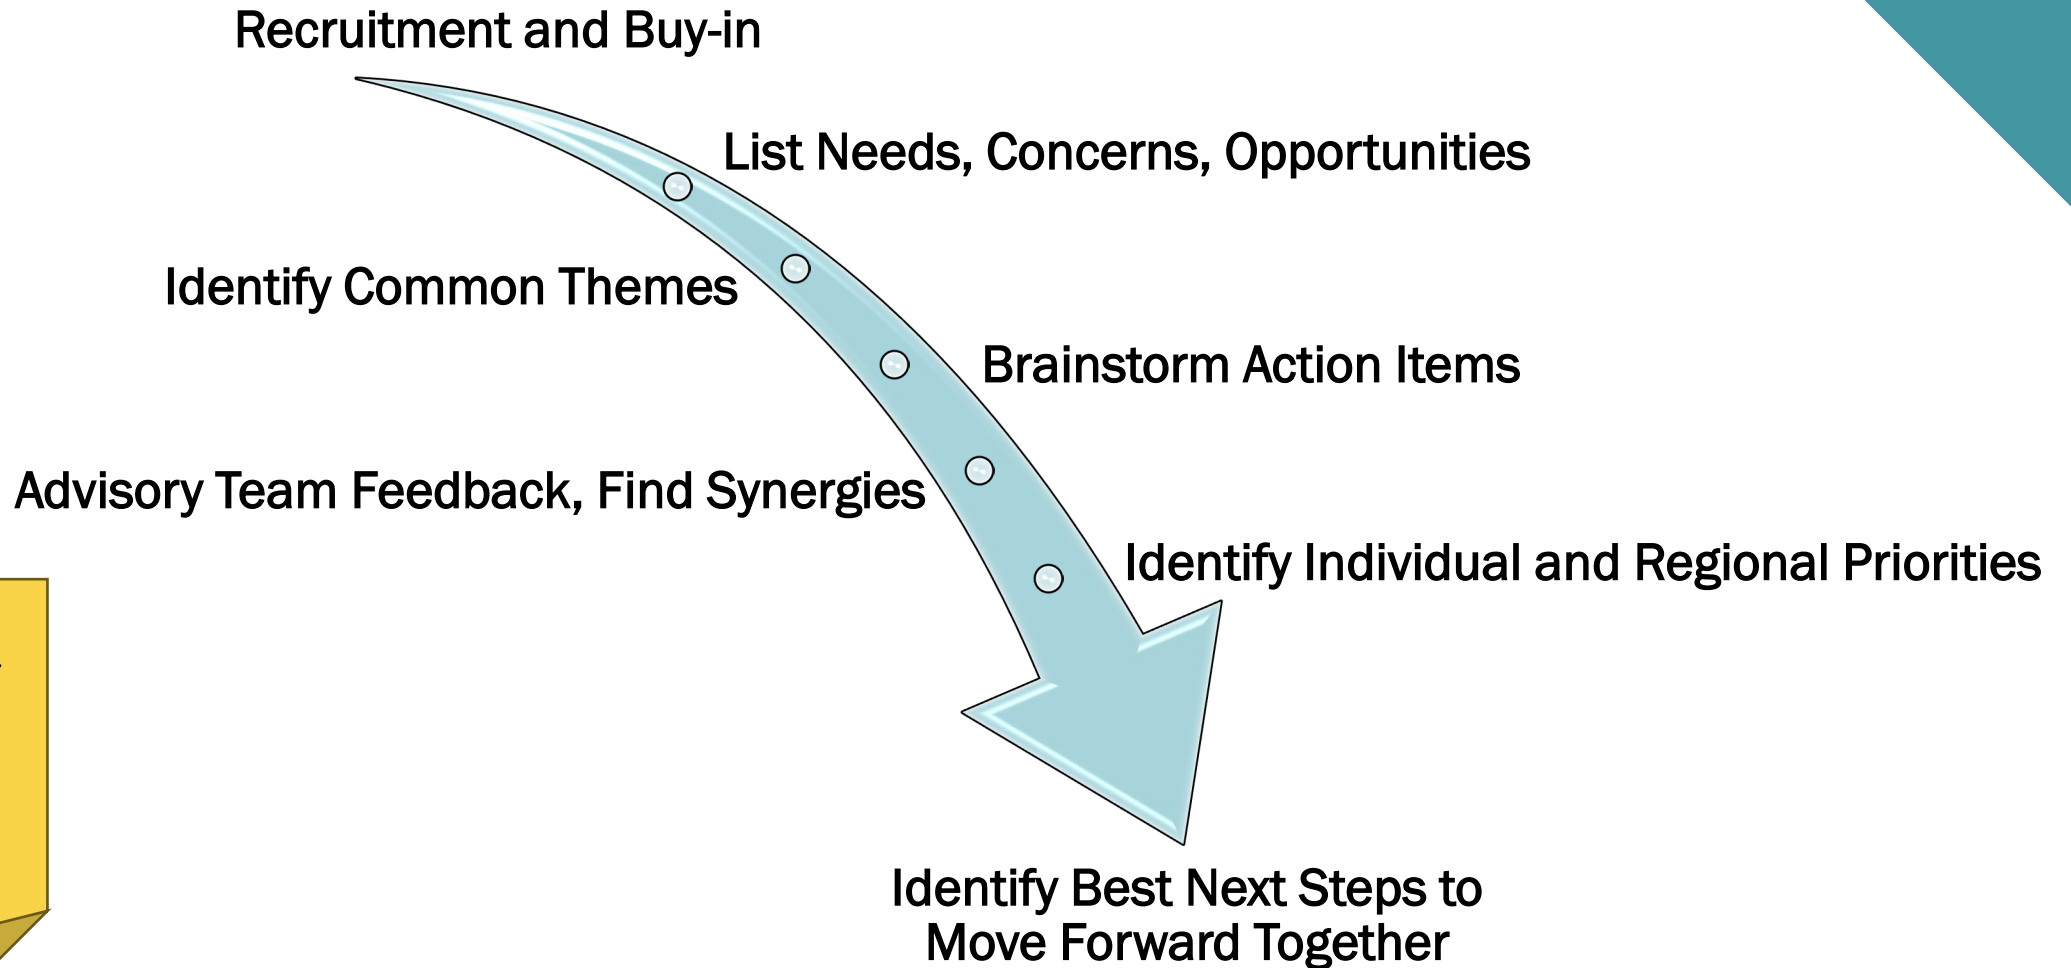 Recruitment and Buy-in
List Needs, Concerns, Opportunities
Identify Common Themes
Brainstorm Action Items
Advisory Team Feedback, Find Synergies
Identify Individual and Regional Priorities
Identify Best Next Steps to
Move Forward Together